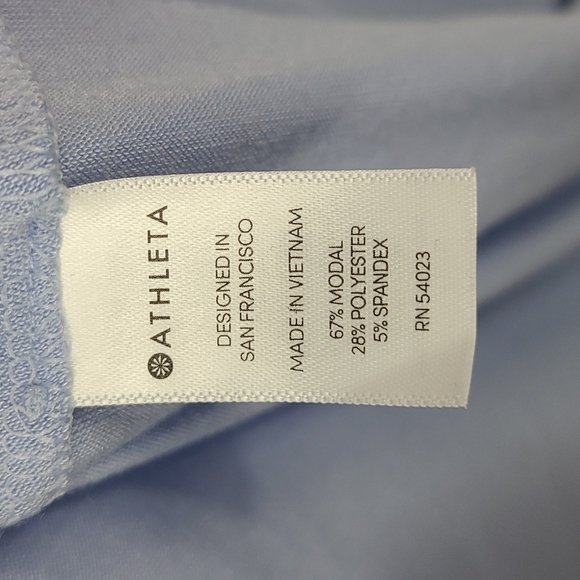 ATHLETA
DESIGNED IN
SAN FRANCISCO
MADE IN VIETNAM
67% MODAL
28% POLYESTER
5% SPANDEX
RN 54023